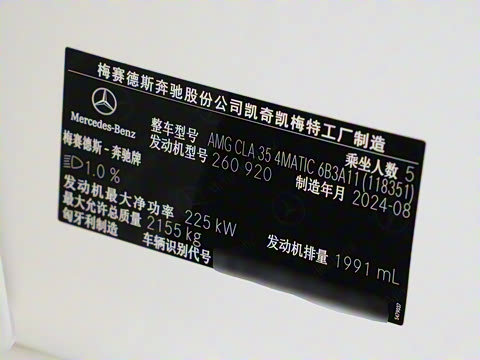 梅赛德斯奔驰股份公司凯奇凯梅特工厂制造
Mercedes-Benz
梅赛德斯-奔驰牌
整车型号 AMG CLA 35 4MATIC 6B3A11 (118351)
发动机型号 260 920
乘坐人数 5
制造年月 2024-08
1.0 %
发动机最大净功率 225 kW
最大允许总质量 2155 kg
发动机排量 1991 mL
匈牙利制造
车辆识别代号